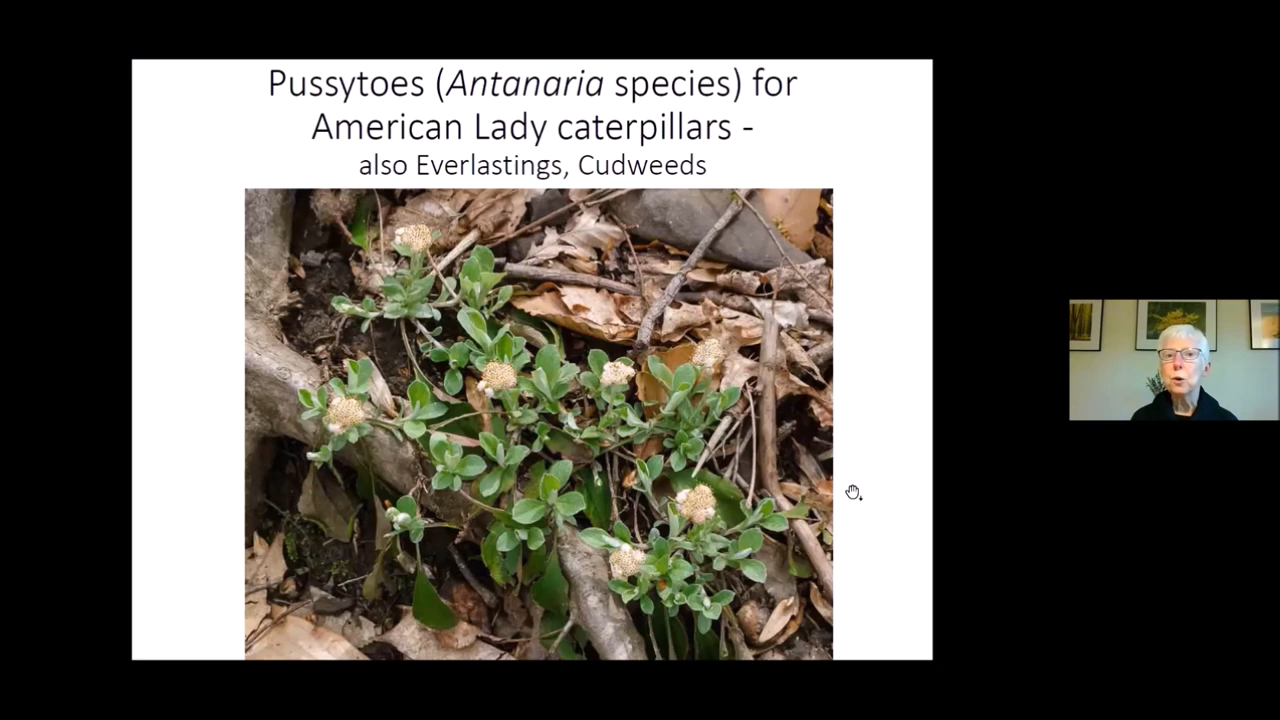 Pussytoes (Antanaria species) for
American Lady caterpillars -
also Everlastings, Cudweeds